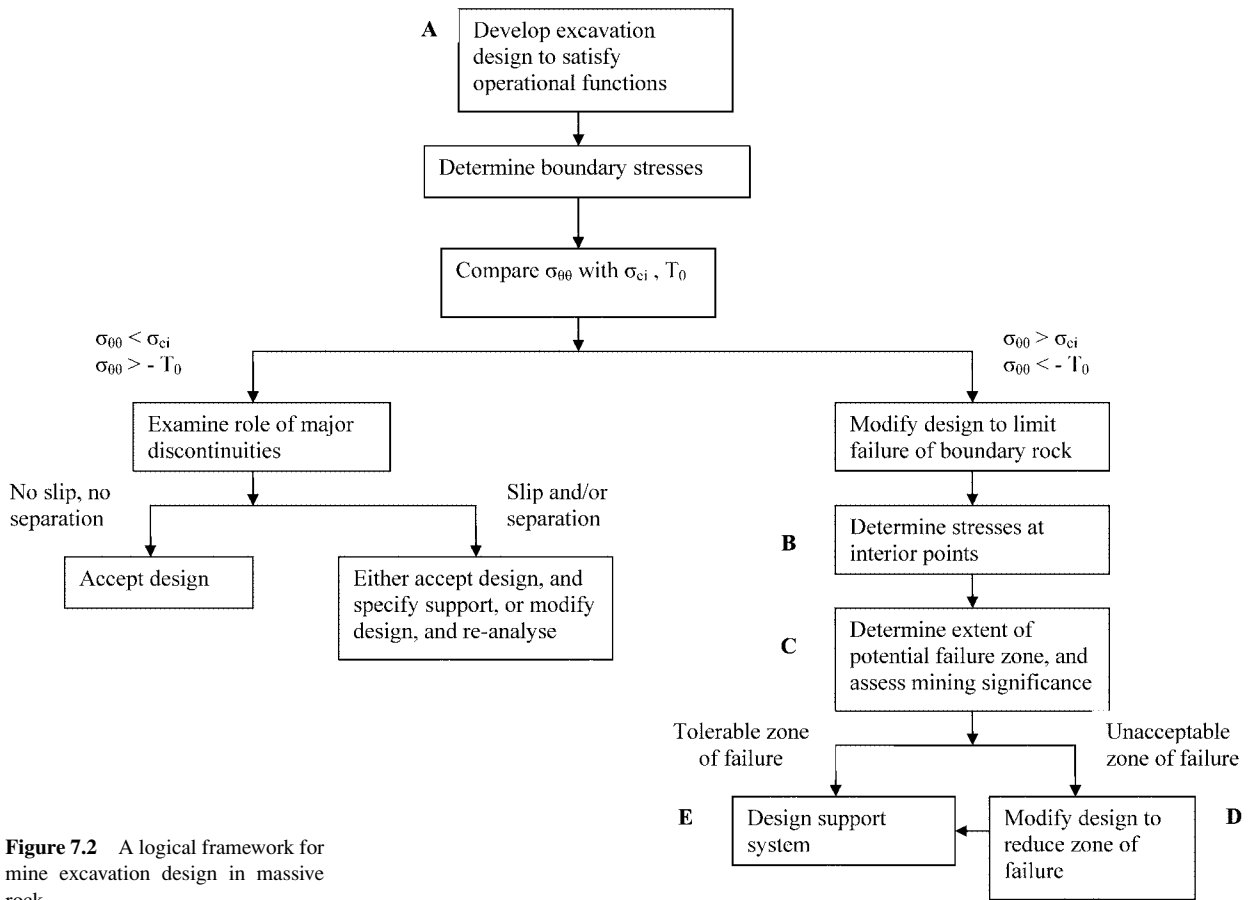 A
Develop excavation
design to satisfy
operational functions
Determine boundary stresses
Compare σθθ with σci , T0
σθθ < σci
σθθ > - T0
σθθ > σci
σθθ < - T0
Examine role of major
discontinuities
Modify design to limit
failure of boundary rock
No slip, no
separation
Slip and/or
separation
B
Determine stresses at
interior points
Accept design
Either accept design, and
specify support, or modify
design, and re-analyse
C
Determine extent of
potential failure zone, and
assess mining significance
Tolerable zone
of failure
Unacceptable
zone of failure
E
Design support
system
Modify design to
reduce zone of
failure
D
Figure 7.2 A logical framework for
mine excavation design in massive